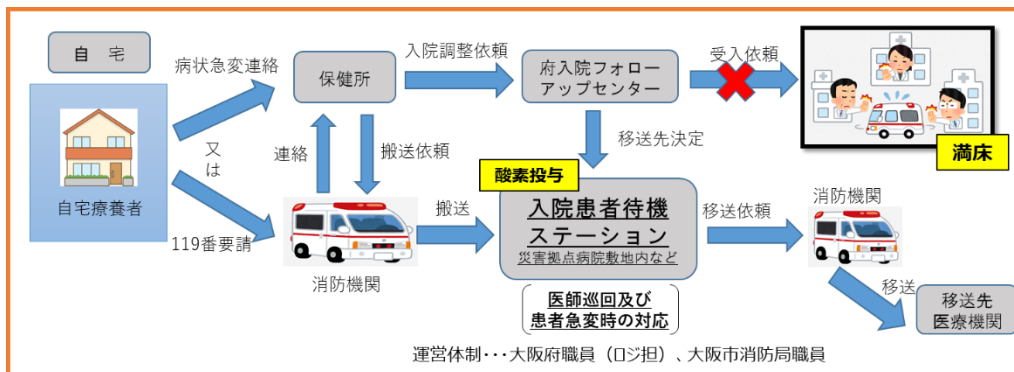 自　宅
病状急変連絡
保健所
入院調整依頼
府入院フォロー
アップセンター
受入依頼
満床
又
は
連絡
搬送依頼
移送先決定
自宅療養者
119番要請
消防機関
搬送
酸素投与
入院患者待機
ステーション
災害拠点病院敷地内など
移送依頼
消防機関
医師巡回及び
患者急変時の対応
移送
移送先
医療機関
運営体制・・・大阪府職員（ロジ担）、大阪市消防局職員